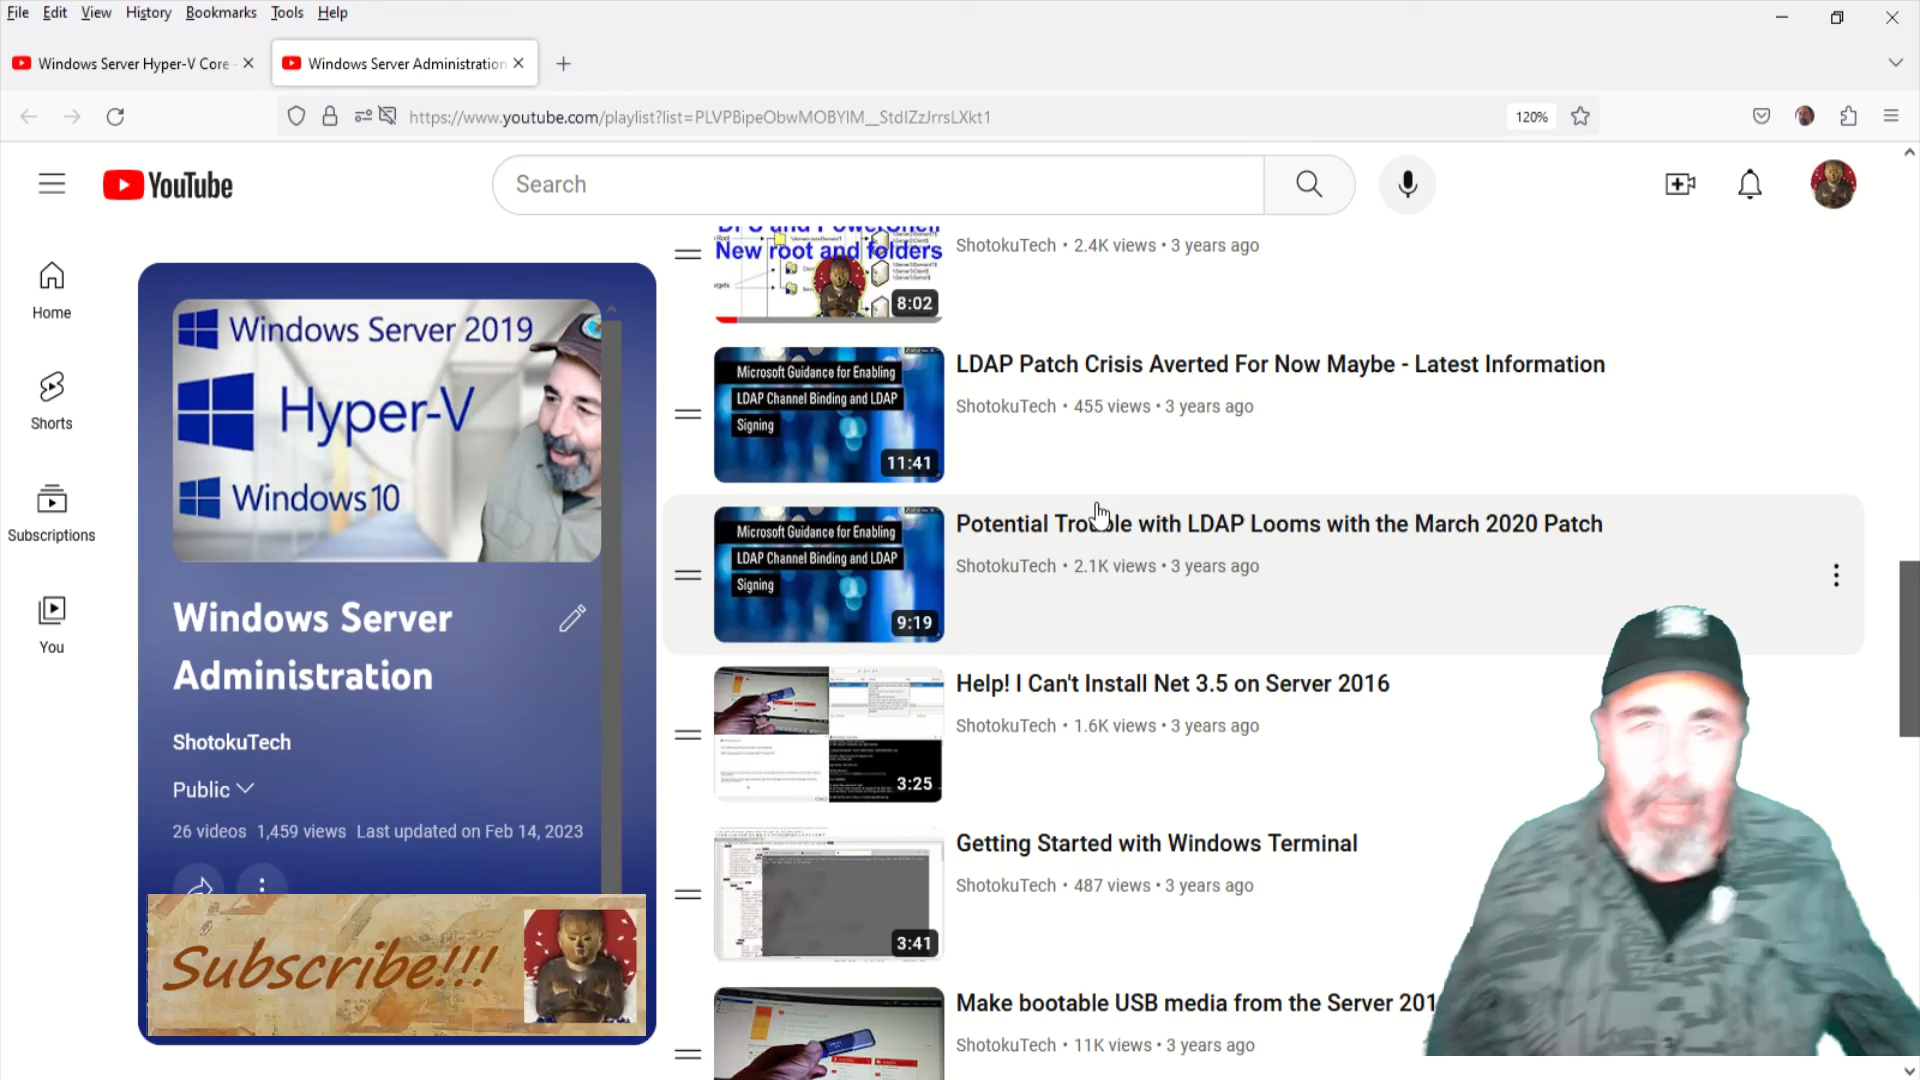 File Edit View History Bookmarks Tools Help
Windows Server Hyper-V Core
Windows Server Administration
https://www.youtube.com/playlist?list=PLVPBipeObwMOBYlM__StdIZzJrrsLXkt1
120%
YouTube
Search
Home
Shorts
Subscriptions
You
Windows Server 2019
Hyper-V
Windows10
Windows Server
Administration
ShotokuTech
Public
26 videos 1,459 views Last updated on Feb 14, 2023
Subscribe!!!
DFS and PowerShell
New root and folders
8:02
ShotokuTech • 2.4K views • 3 years ago
Microsoft Guidance for Enabling
LDAP Channel Binding and LDAP
Signing
11:41
LDAP Patch Crisis Averted For Now Maybe - Latest Information
ShotokuTech • 455 views • 3 years ago
Microsoft Guidance for Enabling
LDAP Channel Binding and LDAP
Signing
9:19
Potential Trouble with LDAP Looms with the March 2020 Patch
ShotokuTech • 2.1K views • 3 years ago
3:25
Help! I Can't Install Net 3.5 on Server 2016
ShotokuTech • 1.6K views • 3 years ago
3:41
Getting Started with Windows Terminal
ShotokuTech • 487 views • 3 years ago
Make bootable USB media from the Server 201
ShotokuTech • 11K views • 3 years ago